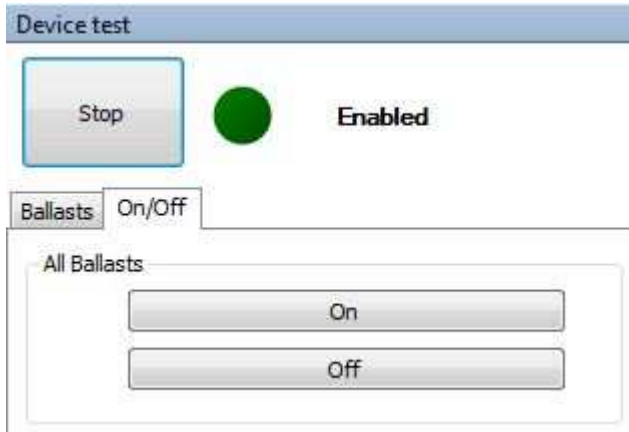 Device test
Stop
Enabled
Ballasts On/Off
All Ballasts
On
Off